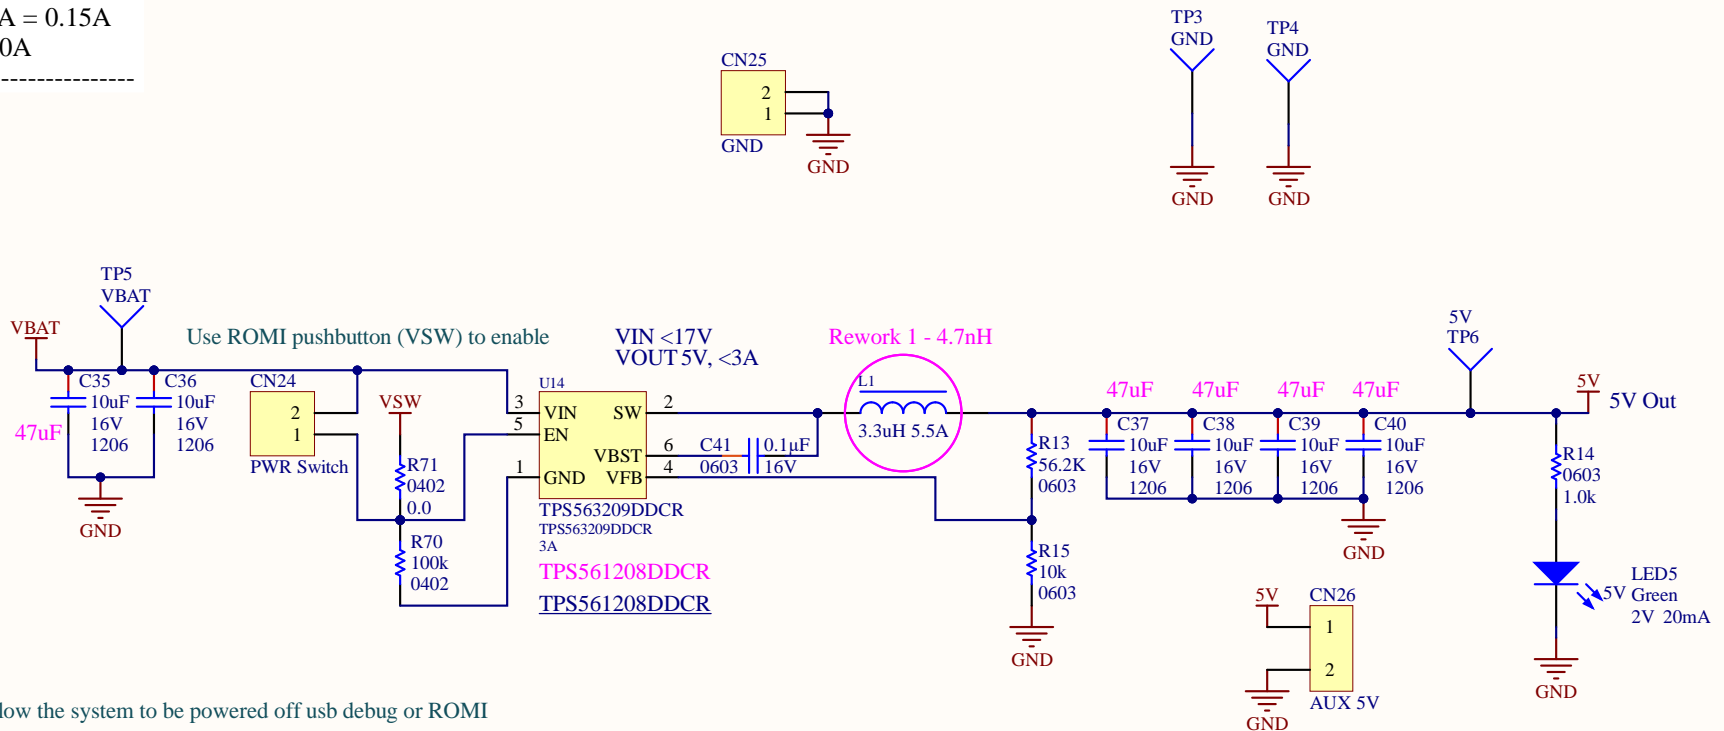 A = 0.15A
0A
--------------------
TP3
GND
TP4
GND
CN25
2
1
GND
GND
GND
GND
TP5
VBAT
VBAT
Use ROMI pushbutton (VSW) to enable
VIN <17V
VOUT 5V, <3A
Rework 1 - 4.7nH
5V
TP6
C35
10uF
16V
1206
47uF
C36
10uF
16V
1206
GND
CN24
2
1
PWR Switch
VSW
R71
0402
0.0
R70
100k
0402
U14
3
VIN
5
EN
1
GND
SW
2
VBST
6
VFB
4
TPS563209DDCR
TPS563209DDCR
3A
TPS561208DDCR
TPS561208DDCR
C41
0603
0.1µF
16V
L1
3.3uH 5.5A
R13
56.2K
0603
R15
10k
0603
GND
47uF
C37
10uF
16V
1206
47uF
C38
10uF
16V
1206
47uF
C39
10uF
16V
1206
47uF
C40
10uF
16V
1206
GND
5V
5V Out
R14
0603
1.0k
5V
LED5
Green
2V 20mA
GND
5V
CN26
1
2
AUX 5V
GND
low the system to be powered off usb debug or ROMI